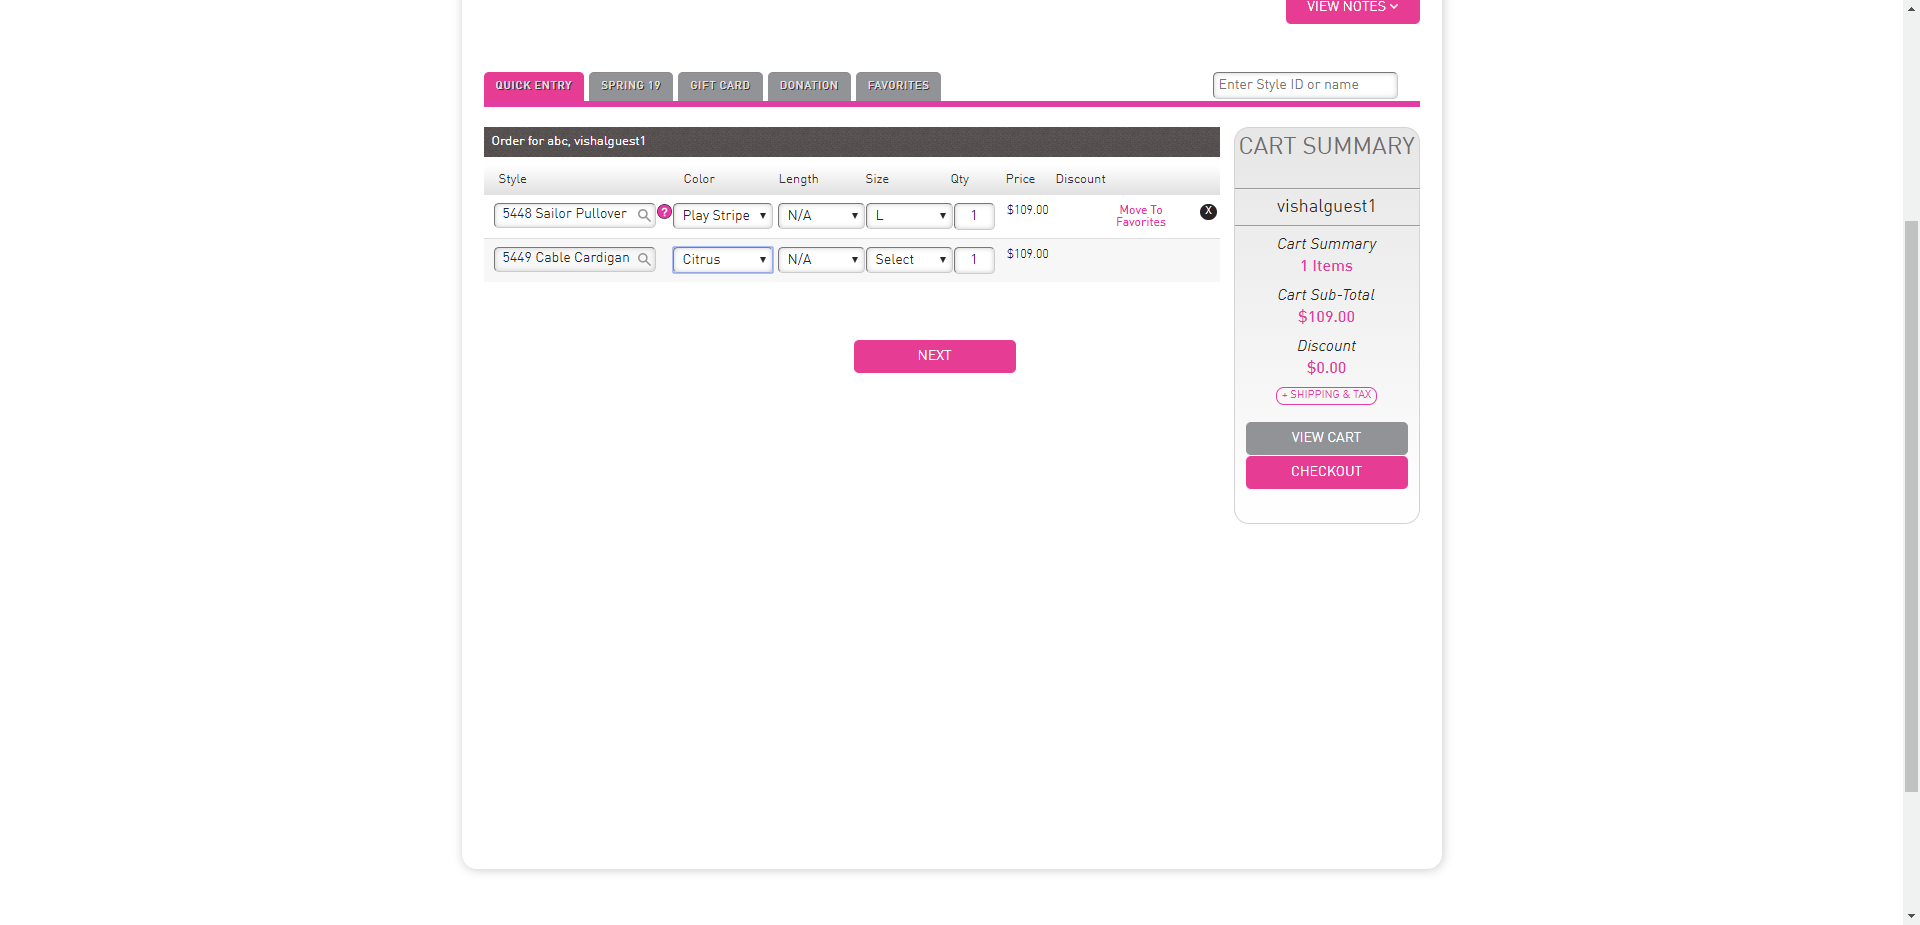 VIEW NOTES
QUICK ENTRY SPRING 19 GIFT CARD DONATION FAVORITES Enter Style ID or name
Order for abc, vishalguest1
Style Color Length Size Qty Price Discount
5448 Sailor Pullover ? Play Stripe N/A L 1 $109.00 Move To Favorites X
5449 Cable Cardigan Citrus N/A Select 1 $109.00
NEXT
CART SUMMARY
vishalguest1
Cart Summary
1 Items
Cart Sub-Total
$109.00
Discount
$0.00
+ SHIPPING & TAX
VIEW CART
CHECKOUT